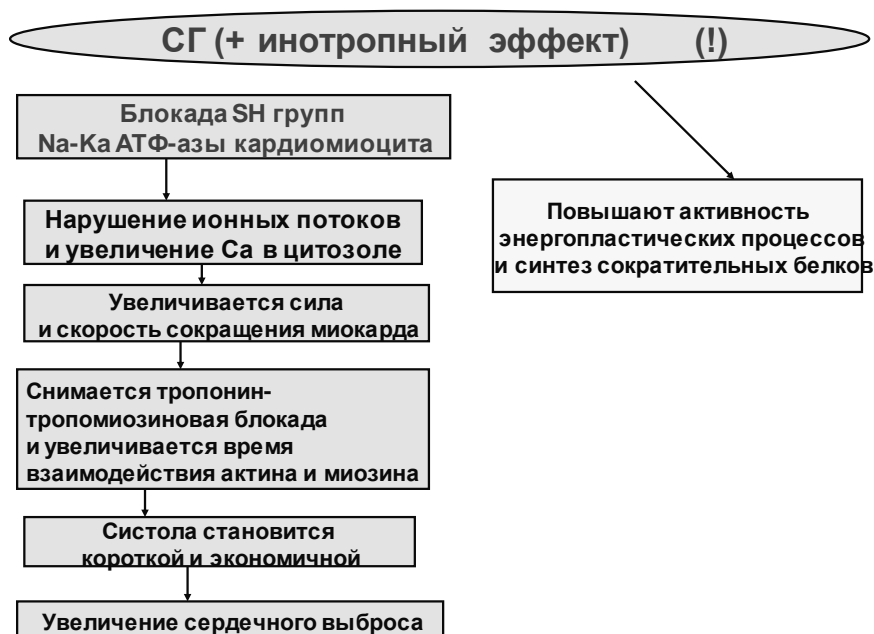 СГ (+ инотропный эффект) (!)
Блокада SH групп
Na-Ka АТФ-азы кардиомиоцита
Нарушение ионных потоков
и увеличение Ca в цитозоле
Увеличивается сила
и скорость сокращения миокарда
Снимается тропонин-
тропомиозиновая блокада
и увеличивается время
взаимодействия актина и миозина
Систола становится
короткой и экономичной
Увеличение сердечного выброса
Повышают активность
энергопластических процессов
и синтез сократительных белков